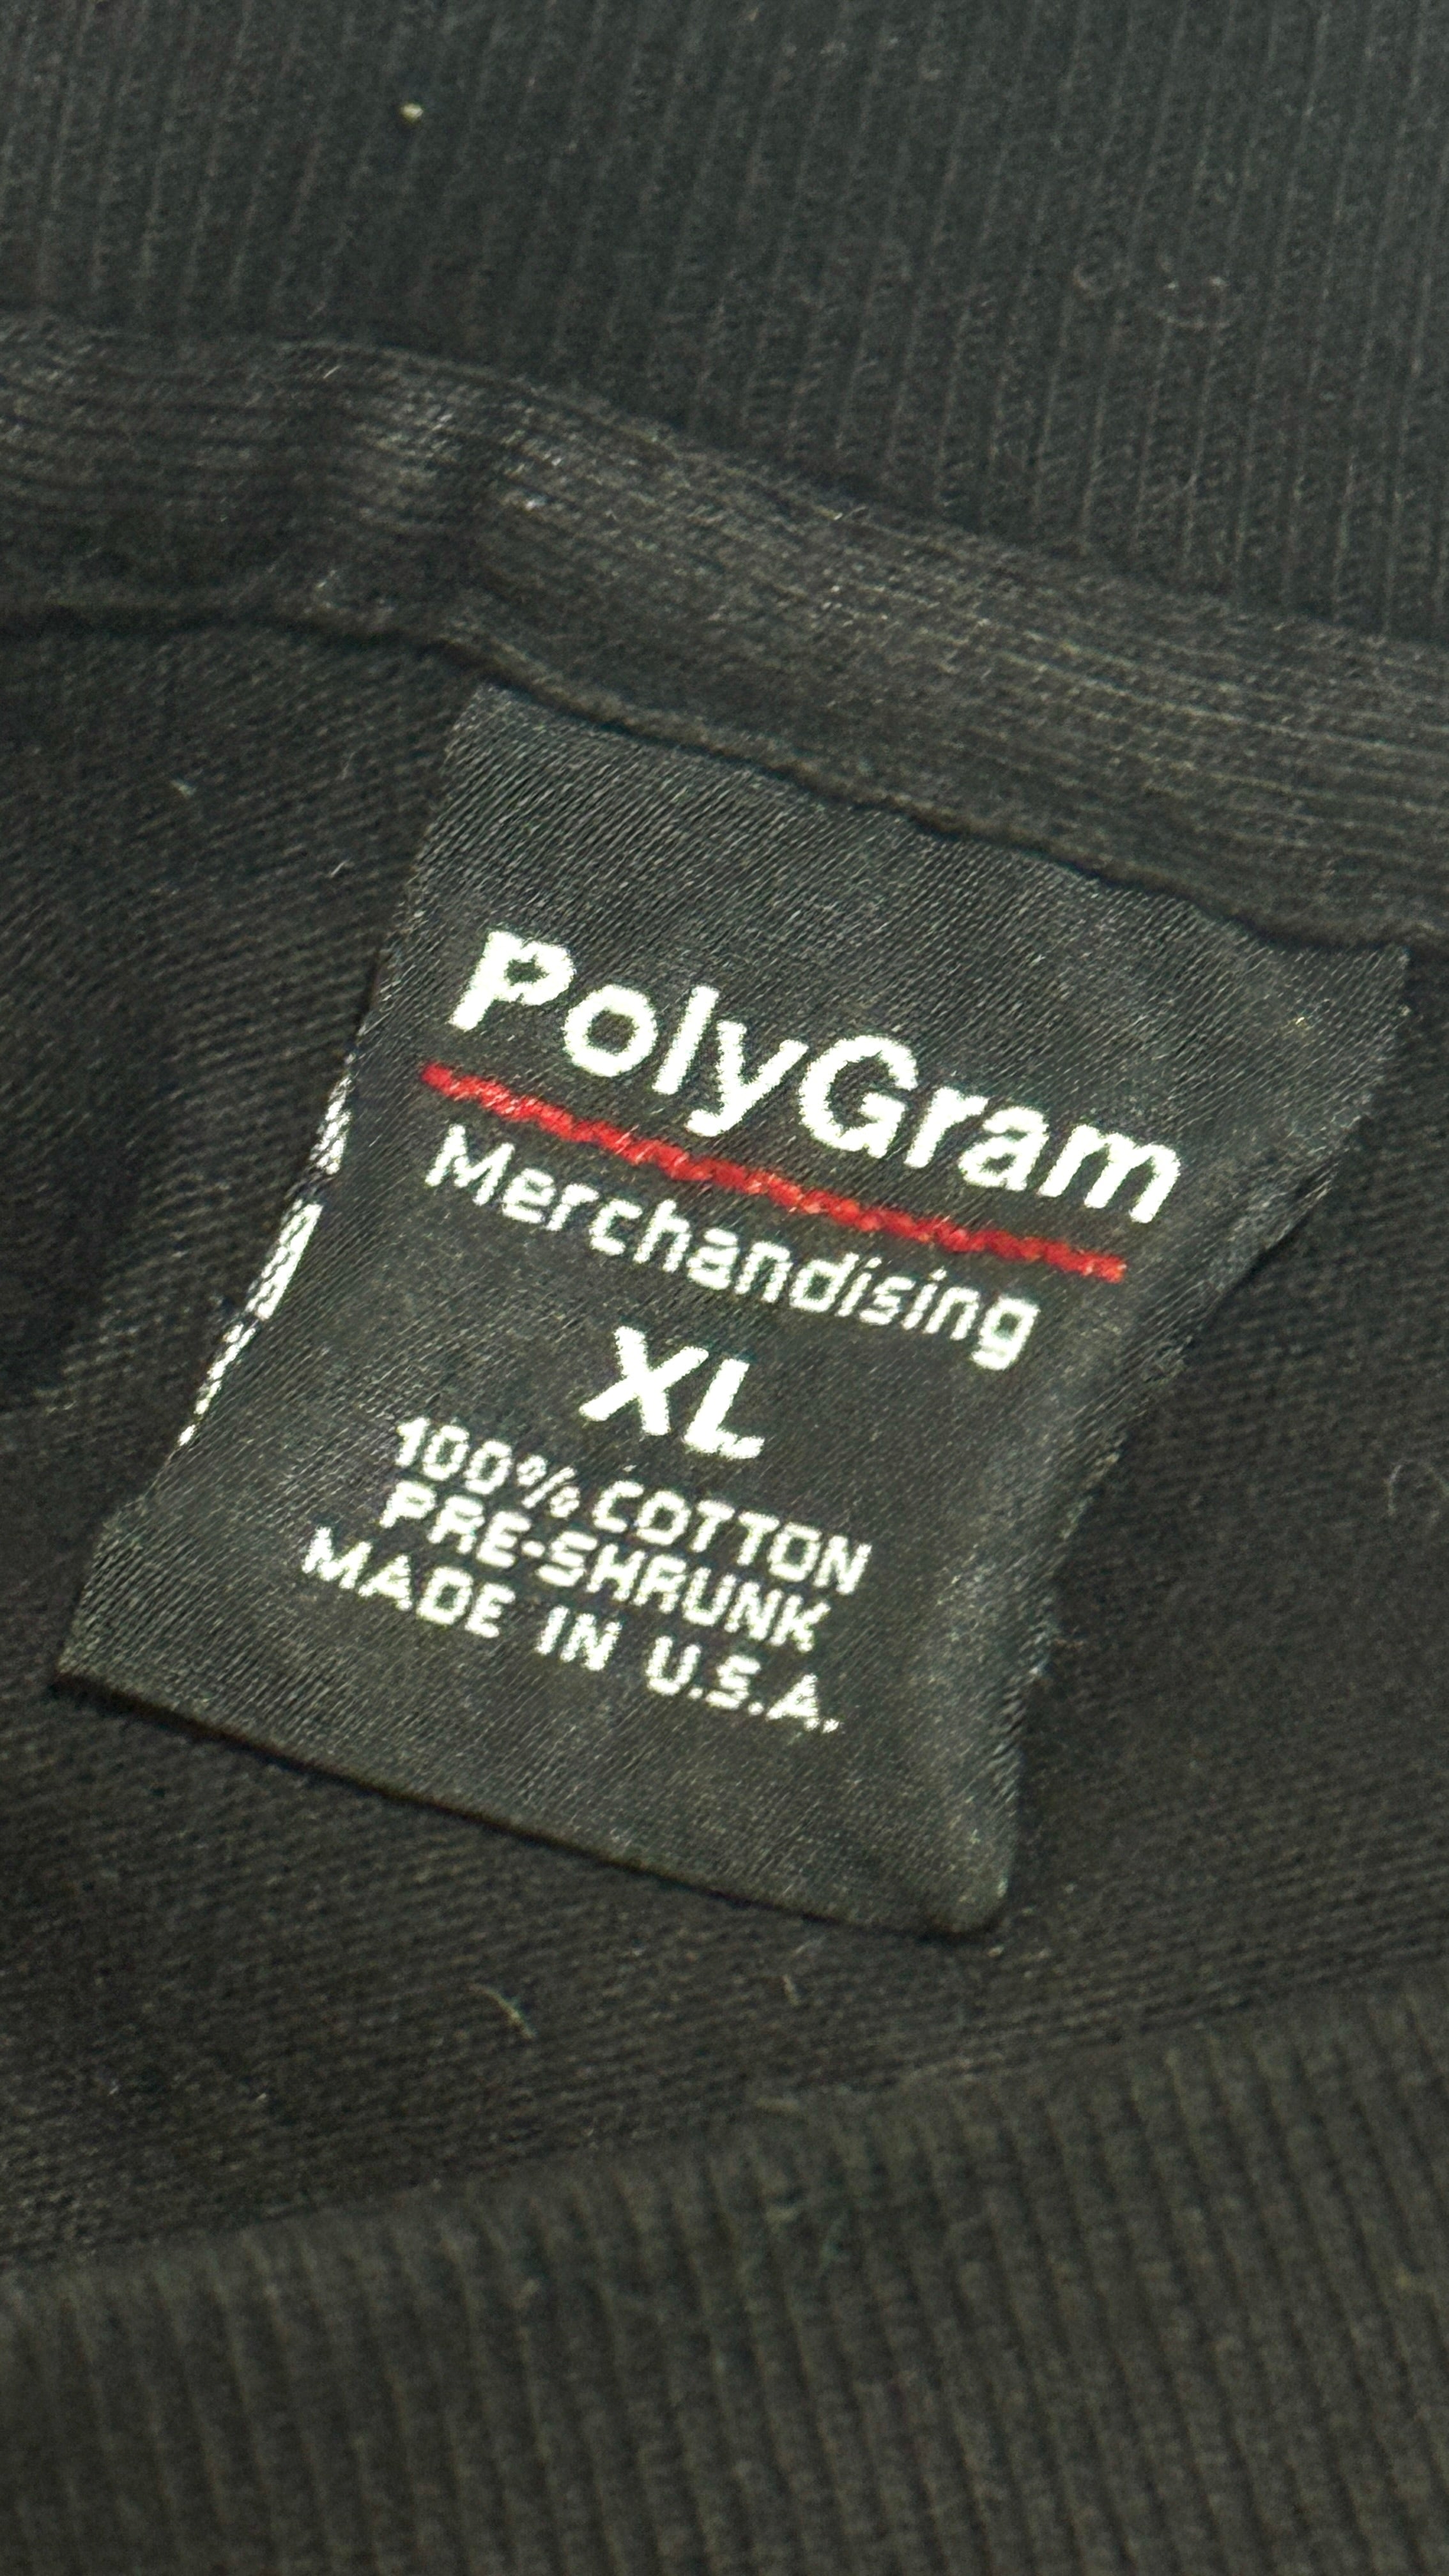 PolyGram
Merchandising
XL
100% COTTON
PRE-SHRUNK
MADE IN U.S.A.